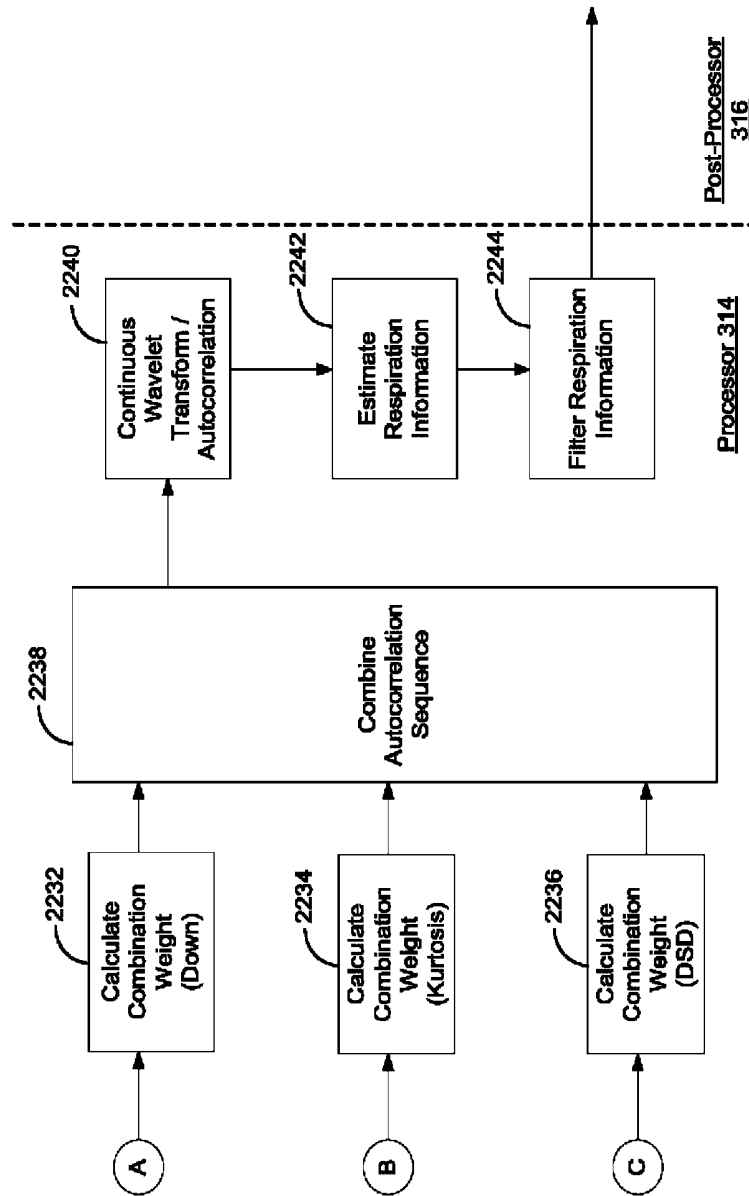 A
2232
Calculate
Combination
Weight
(Down)
B
2234
Calculate
Combination
Weight
(Kurtosis)
C
2236
Calculate
Combination
Weight
(DSD)
2238
Combine
Autocorrelation
Sequence
2240
Continuous
Wavelet
Transform /
Autocorrelation
2242
Estimate
Respiration
Information
2244
Filter Respiration
Information
Processor 314
Post-Processor
316